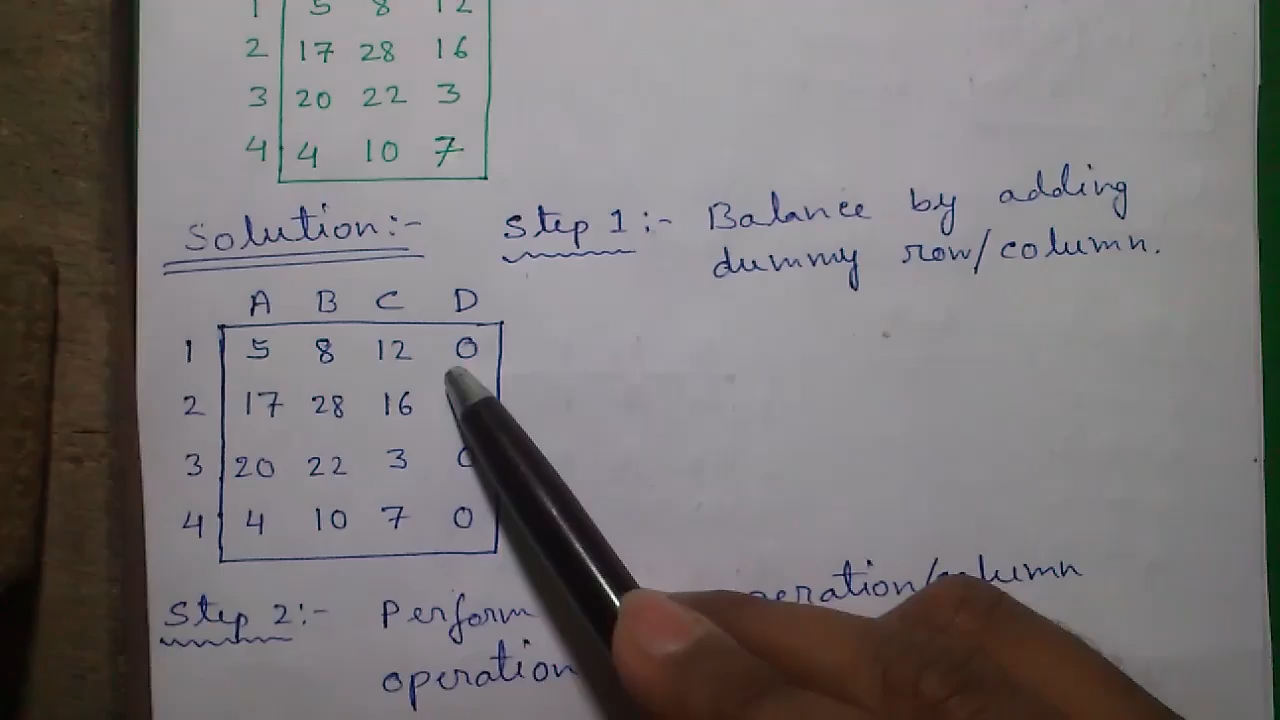 1 5 8 12
2 17 28 16
3 20 22 3
4 4 10 7
Solution:- Step 1:- Balance by adding
dummy row/column.
A B C D
1 5 8 12 0
2 17 28 16
3 20 22 3
4 4 10 7 0
Step 2:- Perform
operation